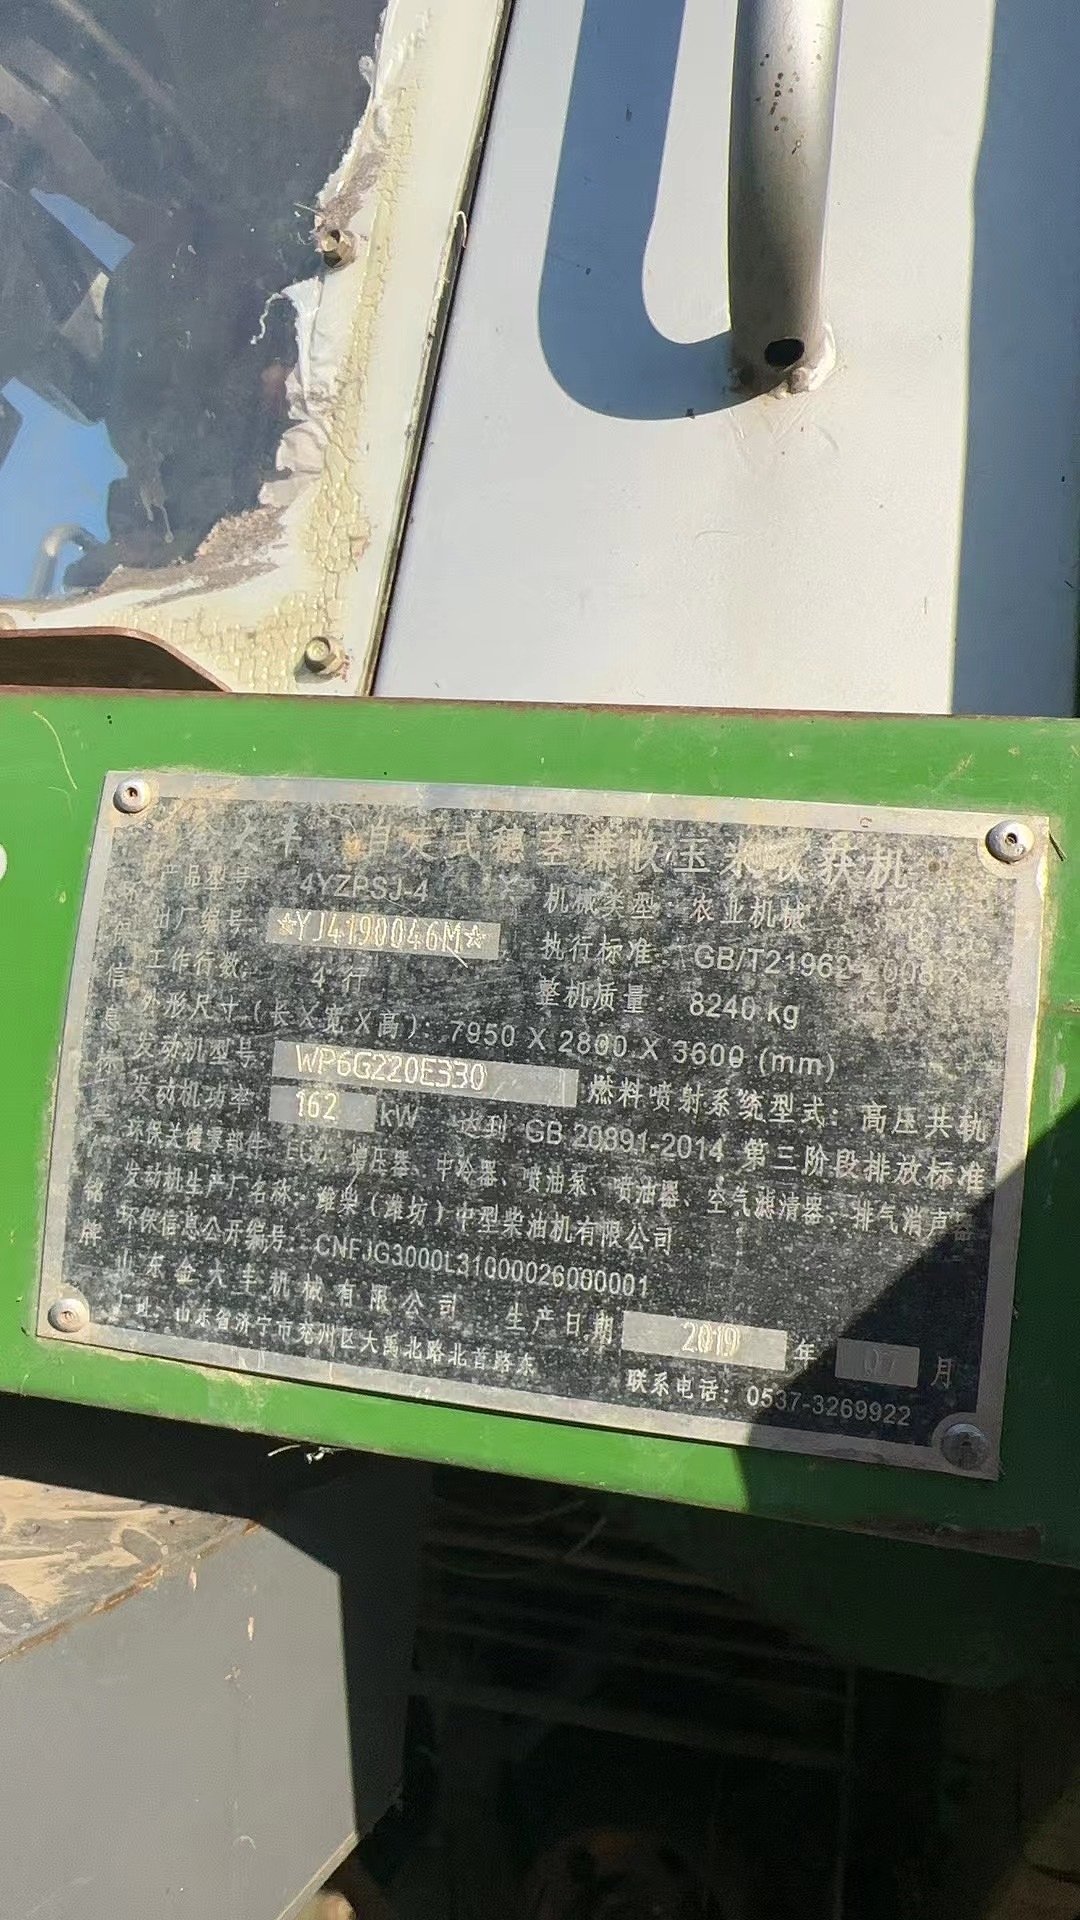 自走式穗茎兼收玉米收获机
产品型号 4YZPSJ-4 机械类型：农业机械
出厂编号 ☆YJ4190046M☆ 执行标准：GB/T21962-2008
工作行数：4 行 整机质量：8240 kg
外形尺寸（长X宽X高）：7950 X 2800 X 3600 (mm)
发动机型号：WP6G220E330 燃料喷射系统型式：高压共轨
发动机功率：162 kW 达到 GB 20891-2014 第三阶段排放标准
环保关键零部件：ECU、增压器、中冷器、喷油泵、喷油器、空气滤清器、排气消声器
发动机生产厂名称：潍柴（潍坊）中型柴油机有限公司
环保信息公开编号：CNFJG3000L31000026000001
山东金大丰机械有限公司 生产日期 2019 年 07 月
厂址：山东省济宁市兖州区大禹北路北首路东 联系电话：0537-3269922
信息标
铭牌